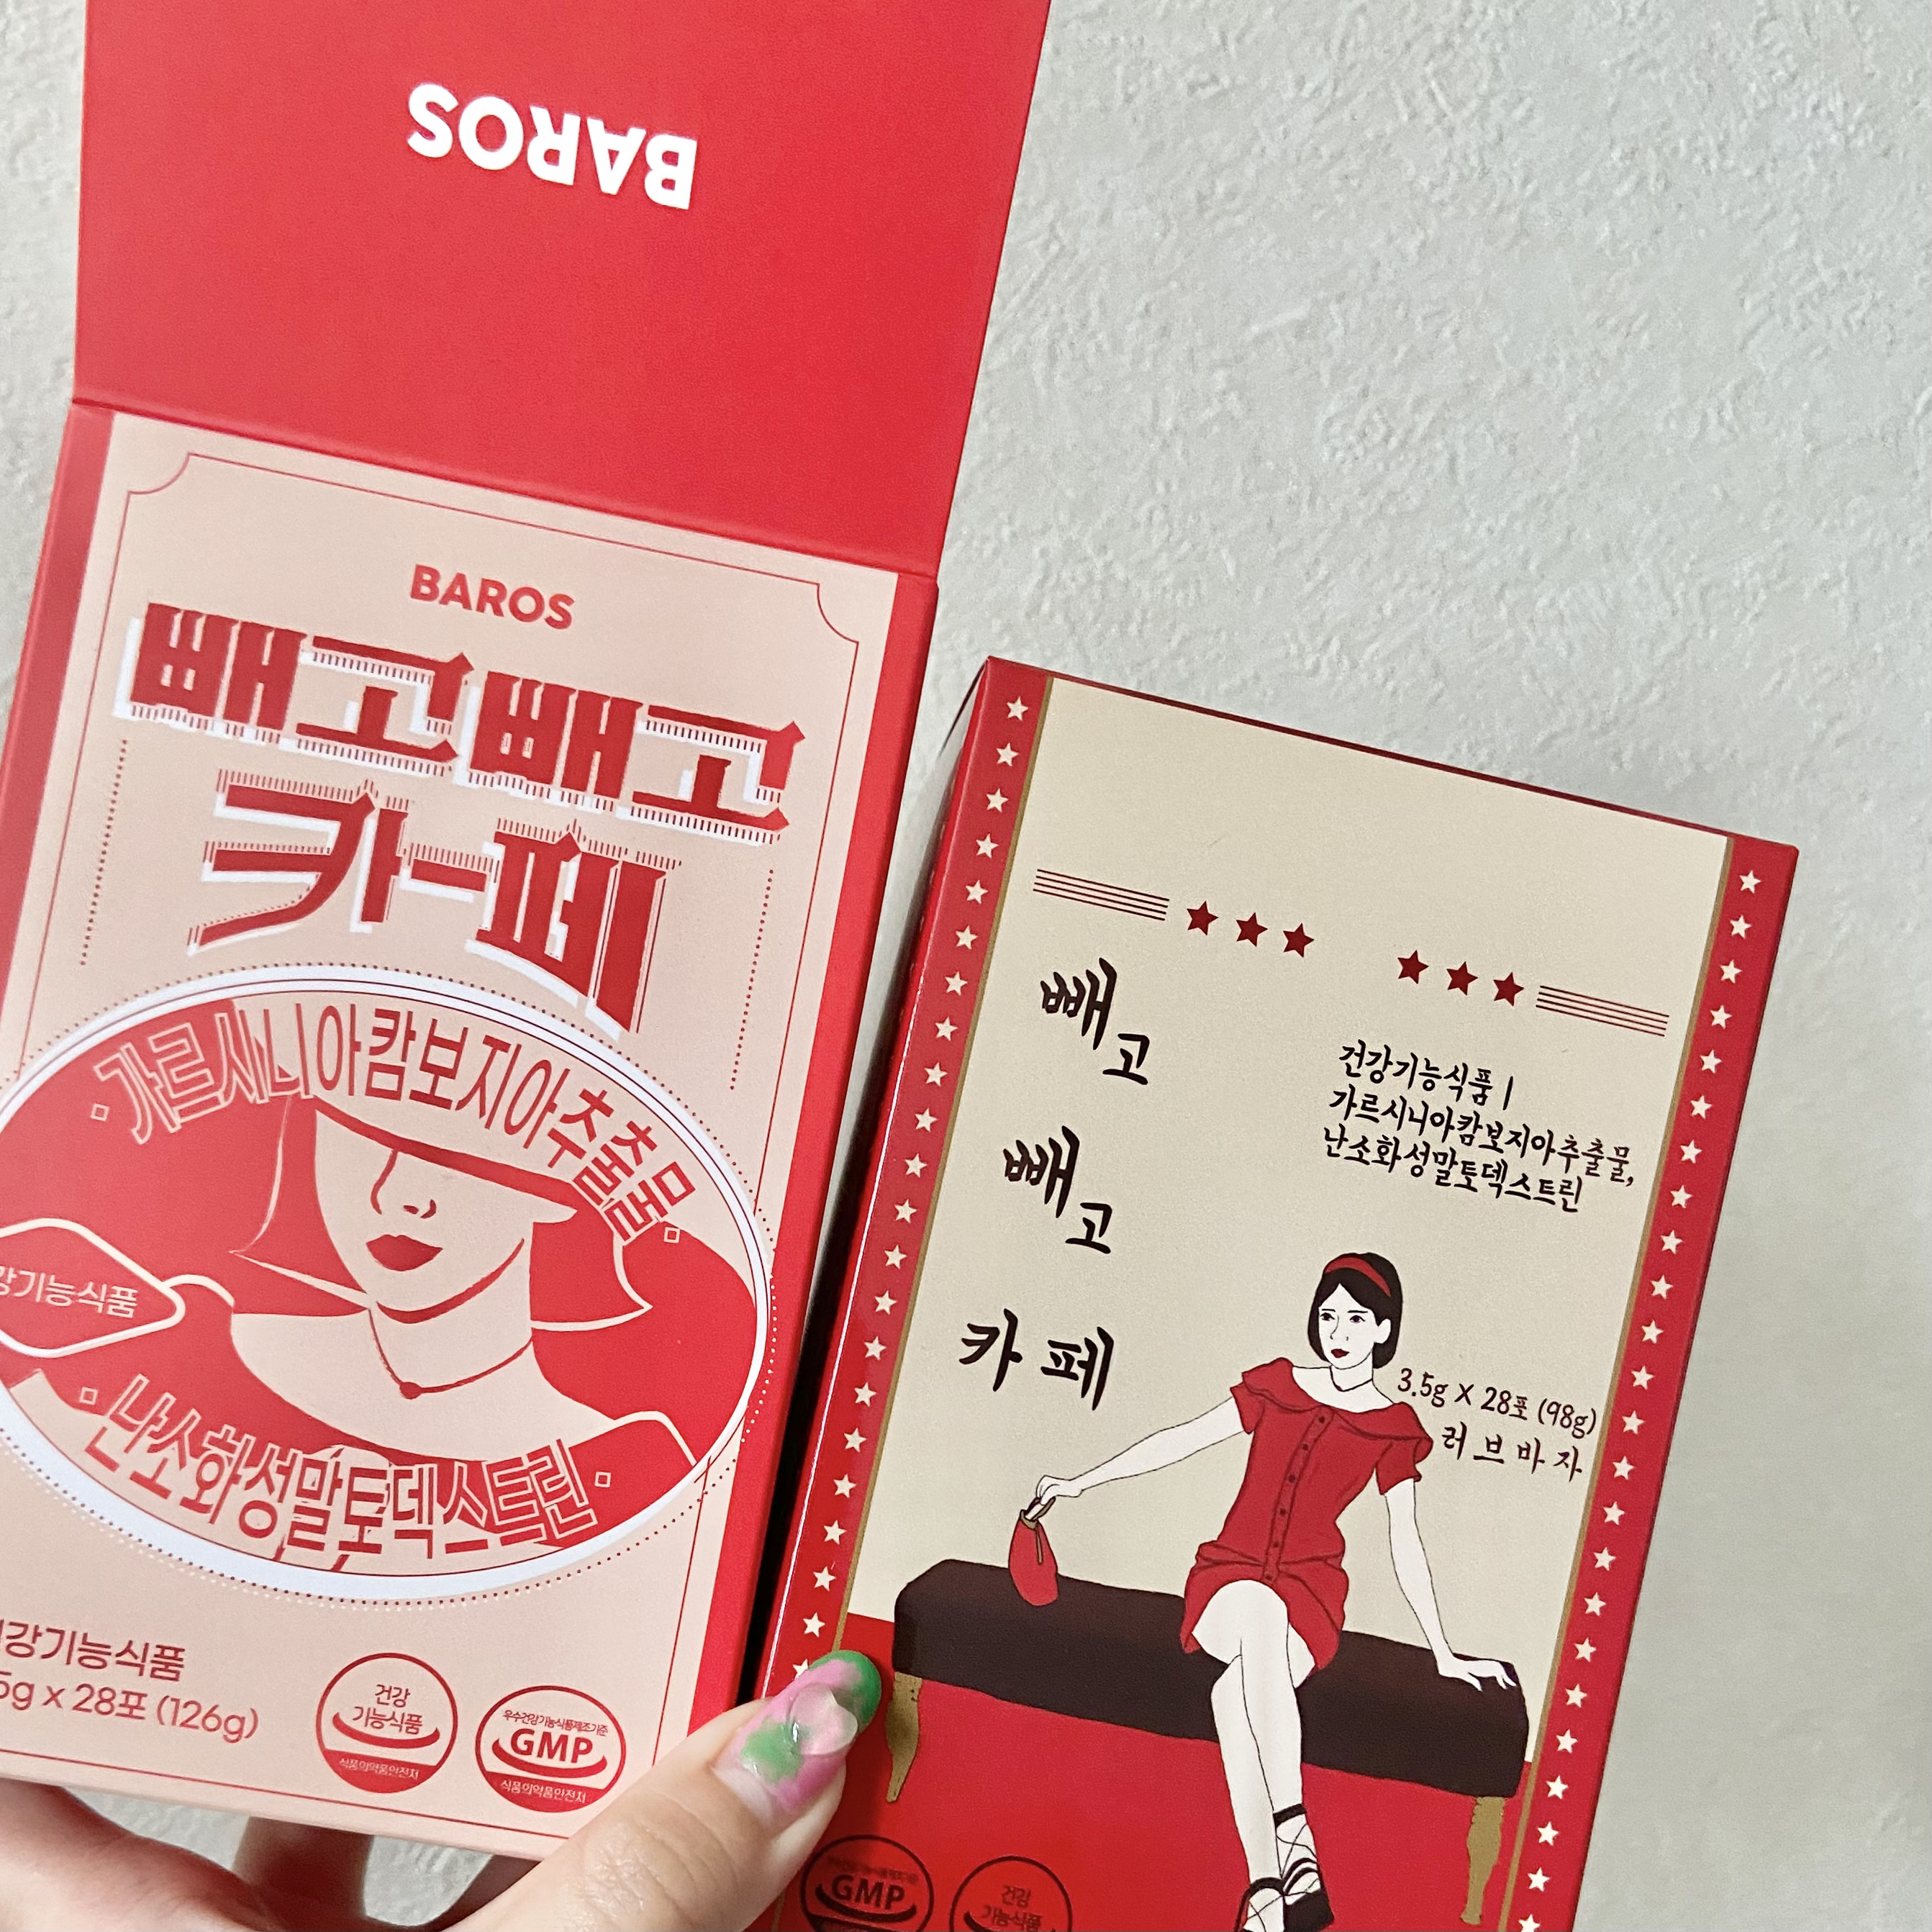 BAROS
BAROS
빼고빼고
카-페
가르시니아캄보지아추출물
강기능식품
난소화성말토덱스트린
강기능식품
5g x 28포 (126g)
건강
기능식품
식품의약품안전처
우수건강기능식품제조기준
GMP
식품의약품안전처
빼고
빼고
카페
건강기능식품 |
가르시니아캄보지아추출물,
난소화성말토덱스트린
3.5g X 28포 (98g)
러브바자
GMP
건강
기능식품